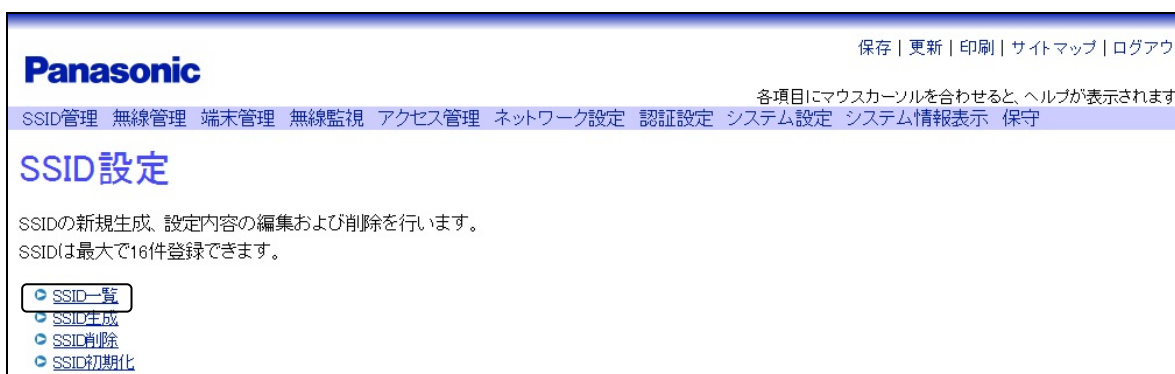 保存 | 更新 | 印刷 | サイトマップ | ログアウ
Panasonic
各項目にマウスカーソルを合わせると、ヘルプが表示されます
SSID管理 無線管理 端末管理 無線監視 アクセス管理 ネットワーク設定 認証設定 システム設定 システム情報表示 保守
SSID設定
SSIDの新規生成、設定内容の編集および削除を行います。
SSIDは最大で16件登録できます。
SSID一覧
SSID生成
SSID削除
SSID初期化